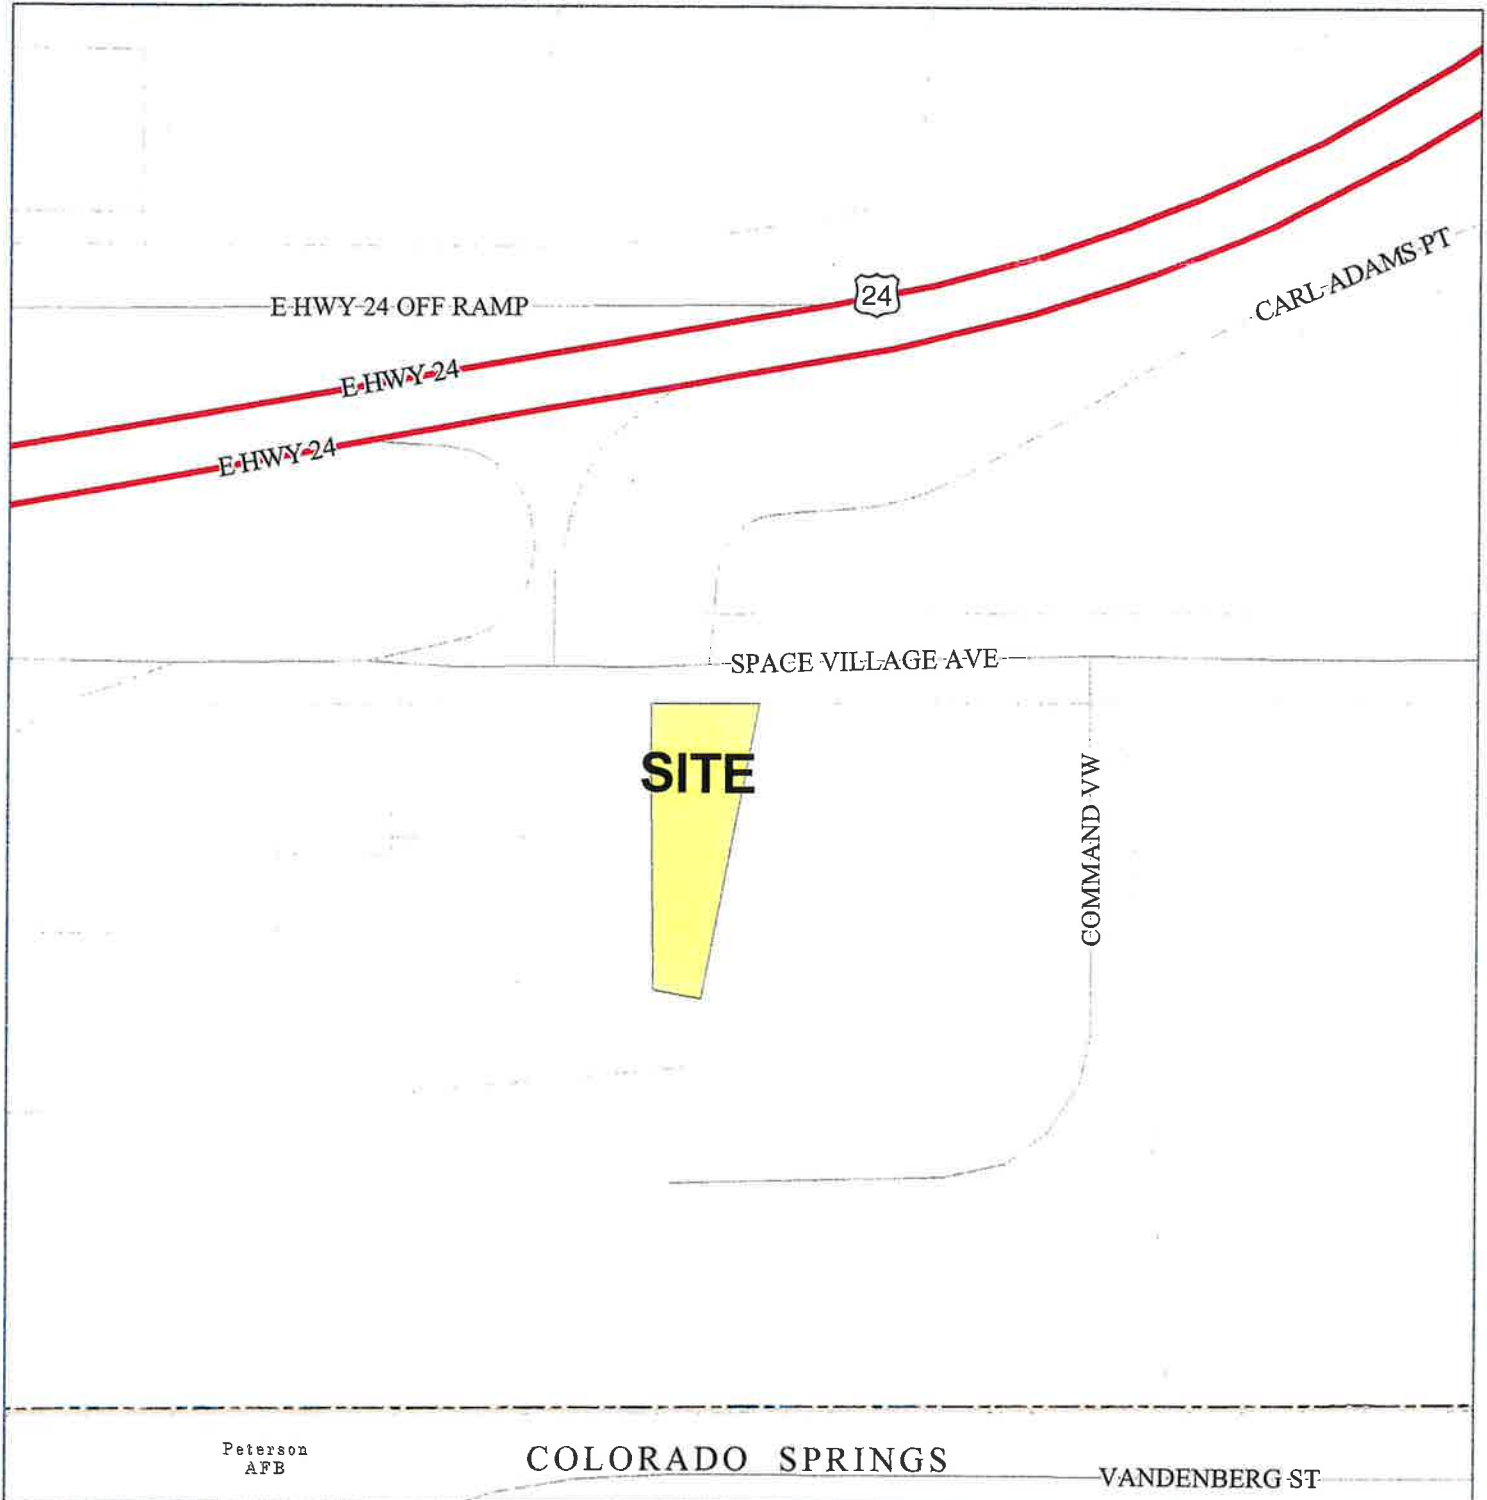 24
CARL ADAMS PT
E HWY 24 OFF RAMP
E HWY 24
E HWY 24
SPACE VILLAGE AVE
SITE
COMMAND VW
Peterson
AFB
COLORADO SPRINGS
VANDENBERG ST